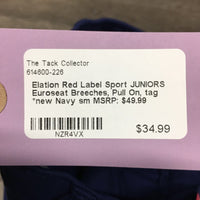 The Tack Collector
614600-226
Elation Red Label Sport JUNIORS
Euroseat Breeches, Pull On, tag
*new Navy sm MSRP: $49.99
NZR4VX
$34.99